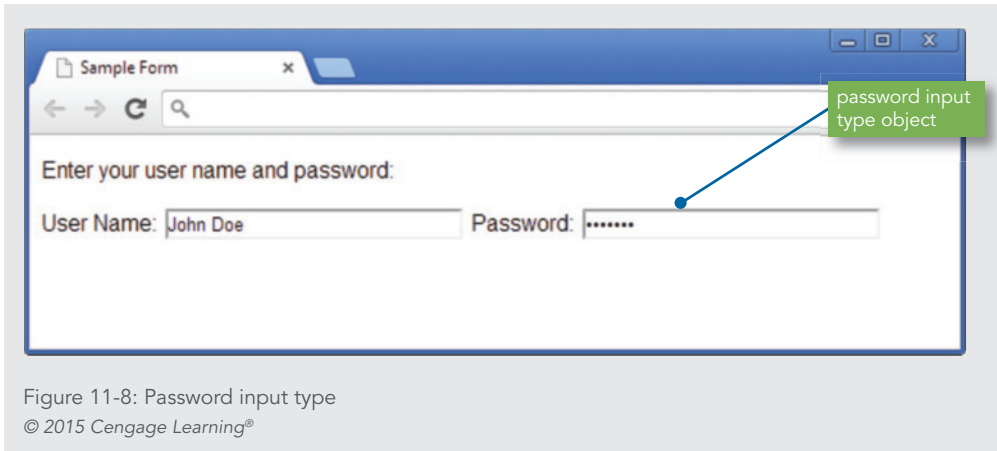 Sample Form
password input
type object
Enter your user name and password:
User Name: John Doe Password: •••••••
Figure 11-8: Password input type
© 2015 Cengage Learning®